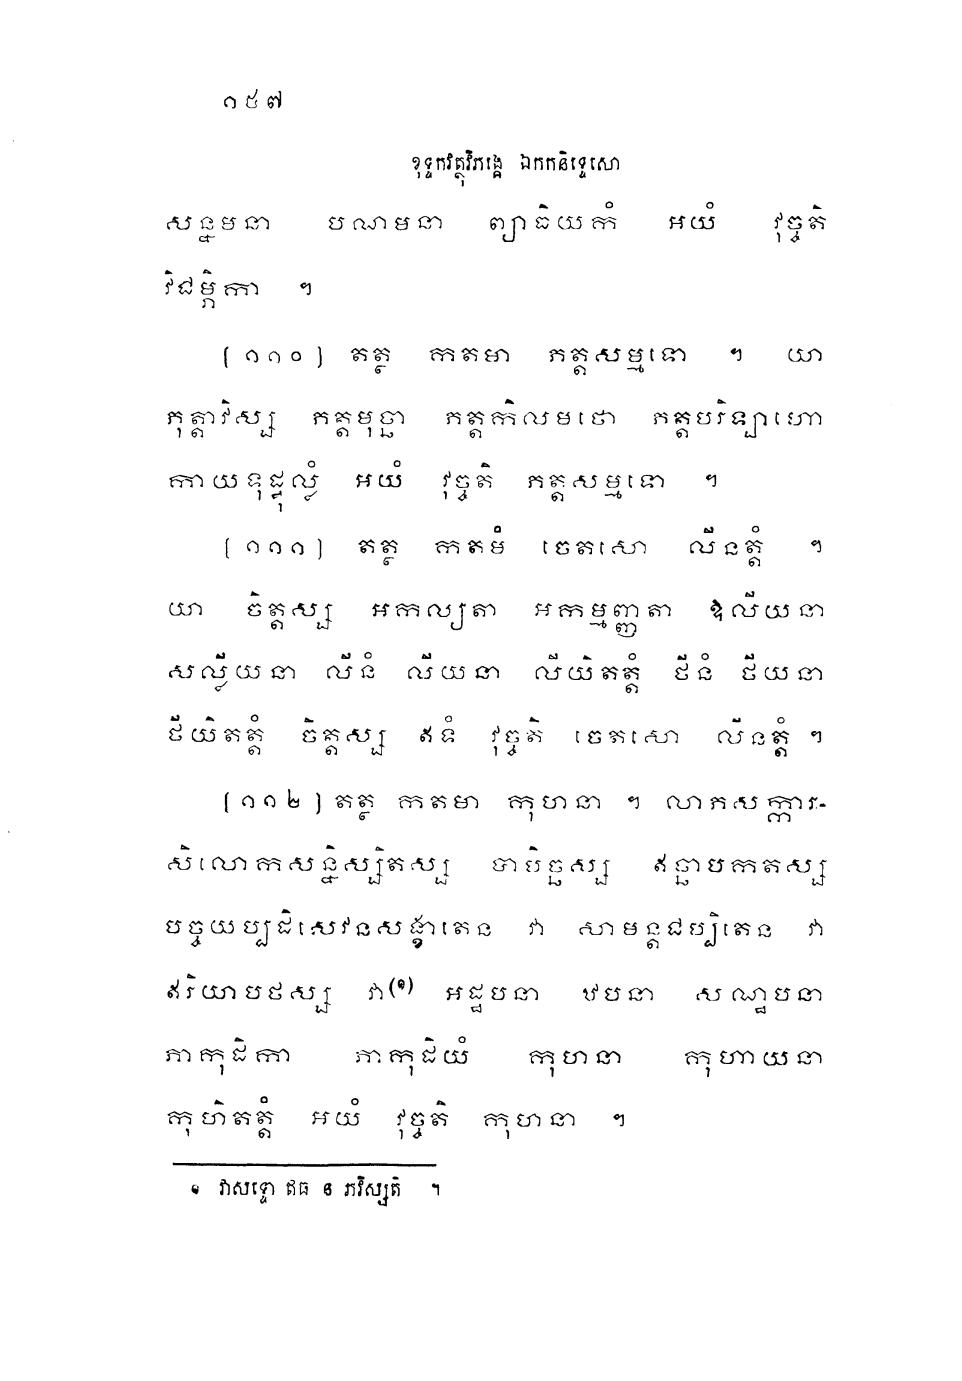 ១៥៧
ខុទ្ទកវត្ថុវិភង្គេ ឯកកនិទ្ទេសោ
សន្នមនា បណាមនា ព្យាធិយកំ អយំ វុច្ចតិ
វិជម្ភិកា ។
(១១០) តត្ថ កតមា ភត្តសម្មទោ ។ យា
ភុត្តាវិស្ស ភត្តមុច្ឆា ភត្តកិលមថោ ភត្តបរិឡាហោ
កាយទុដ្ឋុល្លំ អយំ វុច្ចតិ ភត្តសម្មទោ ។
(១១១) តត្ថ កតមំ ចេតសោ លីនត្តំ ។
យា ចិត្តស្ស អកល្យតា អកម្មញ្ញតា ឱលីយនា
សល្លីយនា លីនំ លីយនា លីយិតត្តំ ថីនំ ថីយនា
ថីយិតត្តំ ចិត្តស្ស ឥទំ វុច្ចតិ ចេតសោ លីនត្តំ ។
(១១២) តត្ថ កតមា កុហនា ។ លាភសក្ការ-
សិលោកសន្និស្សិតស្ស បាបិច្ឆស្ស ឥច្ឆាបកតស្ស
បច្ចយប្បដិសេវនសង្ខាតេន វា សាមន្តជប្បិតេន វា
ឥរិយាបថស្ស វា(១) អដ្ឋបនា ឋបនា សណ្ឋបនា
ភាកុដិកា ភាកុដិយំ កុហនា កុហាយនា
កុហិតត្តំ អយំ វុច្ចតិ កុហនា ។
១ វាសទ្ទោ ឥធ ន ភវិស្សតិ ។